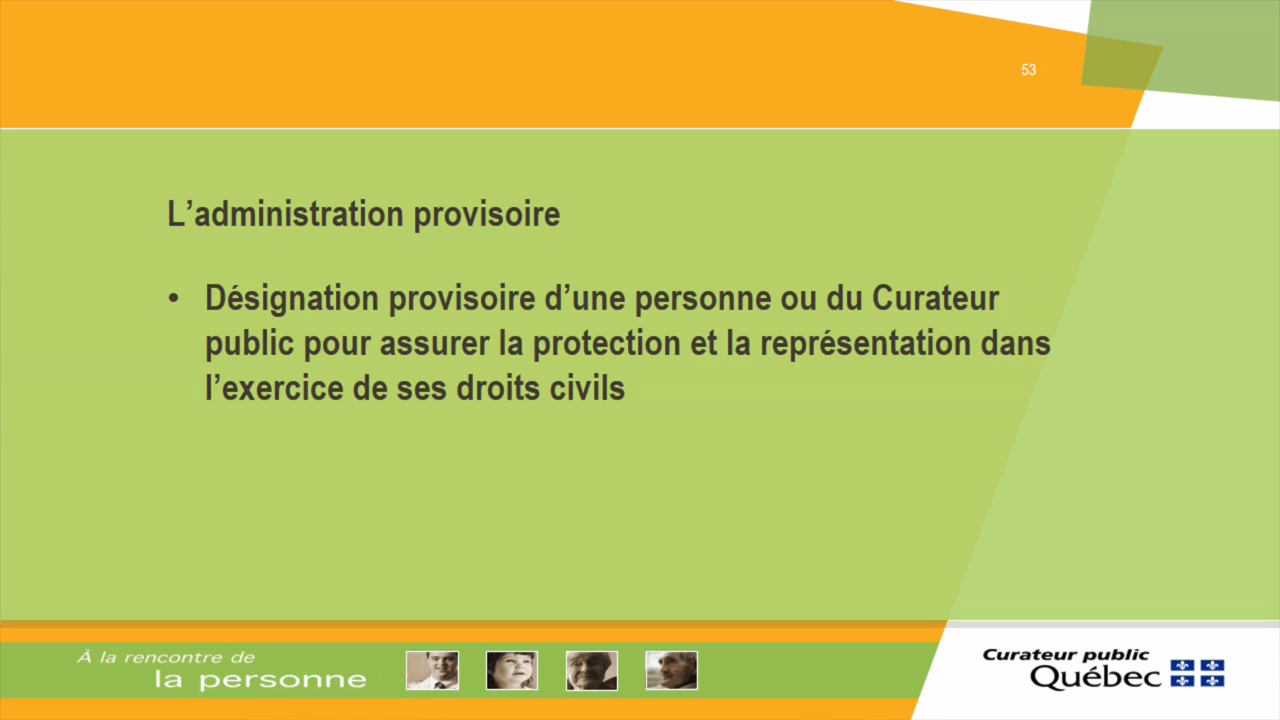 53
L’administration provisoire
• Désignation provisoire d’une personne ou du Curateur
public pour assurer la protection et la représentation dans
l’exercice de ses droits civils
À la rencontre de
la personne
Curateur public
Québec